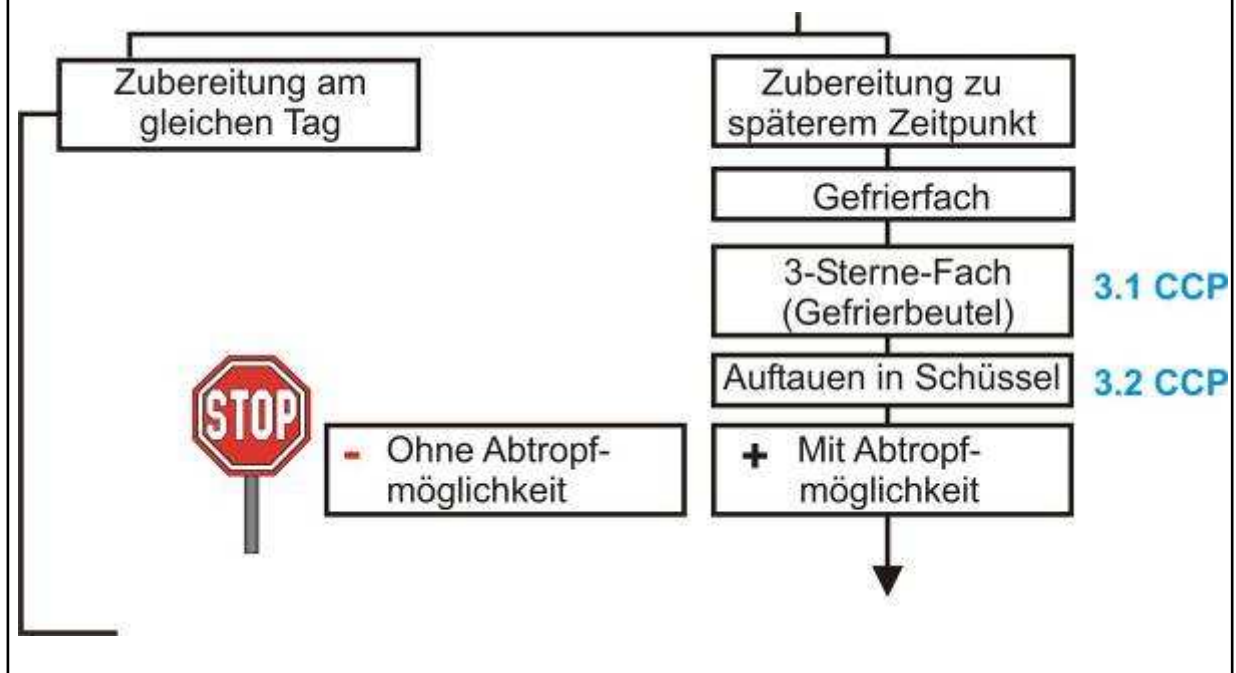 Zubereitung am
gleichen Tag
Zubereitung zu
späterem Zeitpunkt
Gefrierfach
3-Sterne-Fach
(Gefrierbeutel)
3.1 CCP
Auftauen in Schüssel
3.2 CCP
STOP
- Ohne Abtropf-
möglichkeit
+ Mit Abtropf-
möglichkeit